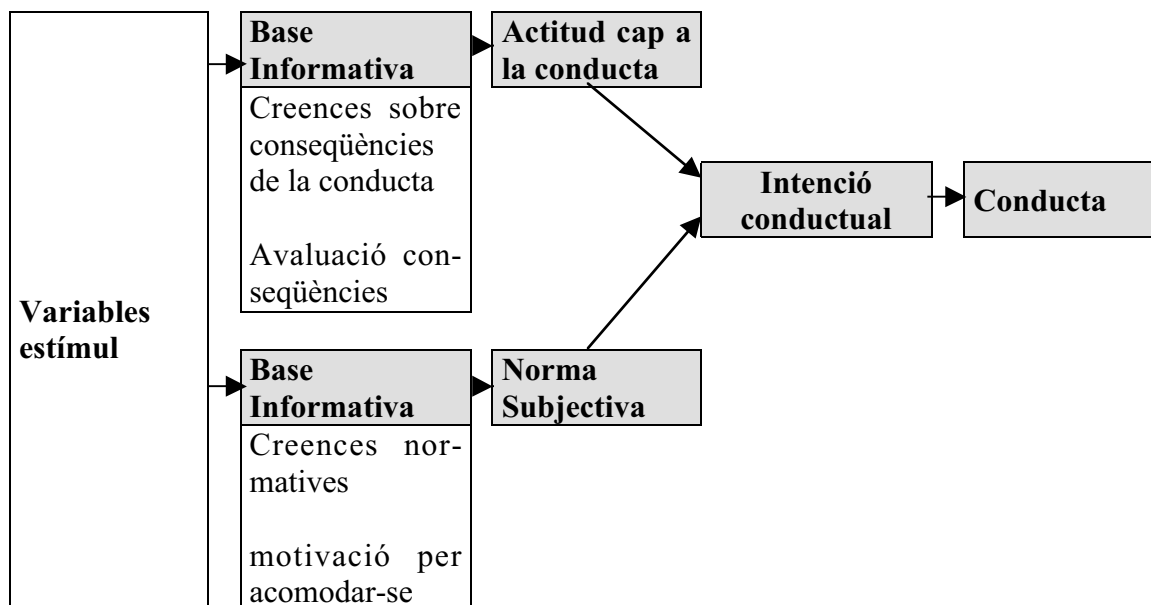 Variables
estímul
Base
Informativa
Creences sobre
conseqüències
de la conducta
Avaluació con-
seqüències
Actitud cap a
la conducta
Base
Informativa
Creences nor-
matives
motivació per
acomodar-se
Norma
Subjectiva
Intenció
conductual
Conducta